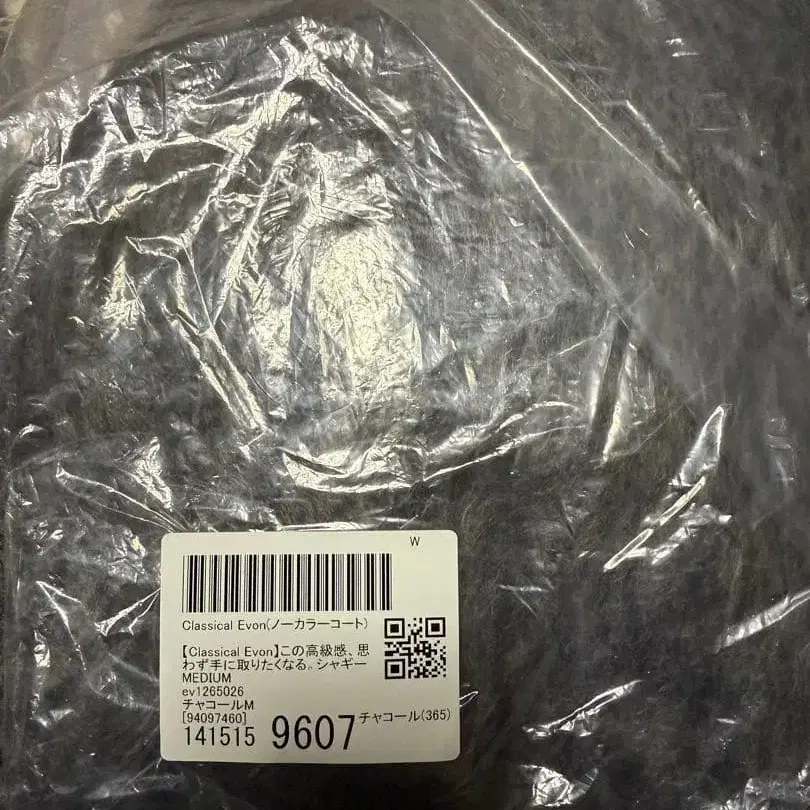 W
Classical Evon(ノーカラーコート)
【Classical Evon】この高級感、思
わず手に取りたくなる。シャギー
MEDIUM
ev1265026
チャコールM
[94097460]
141515 9607 チャコール(365)